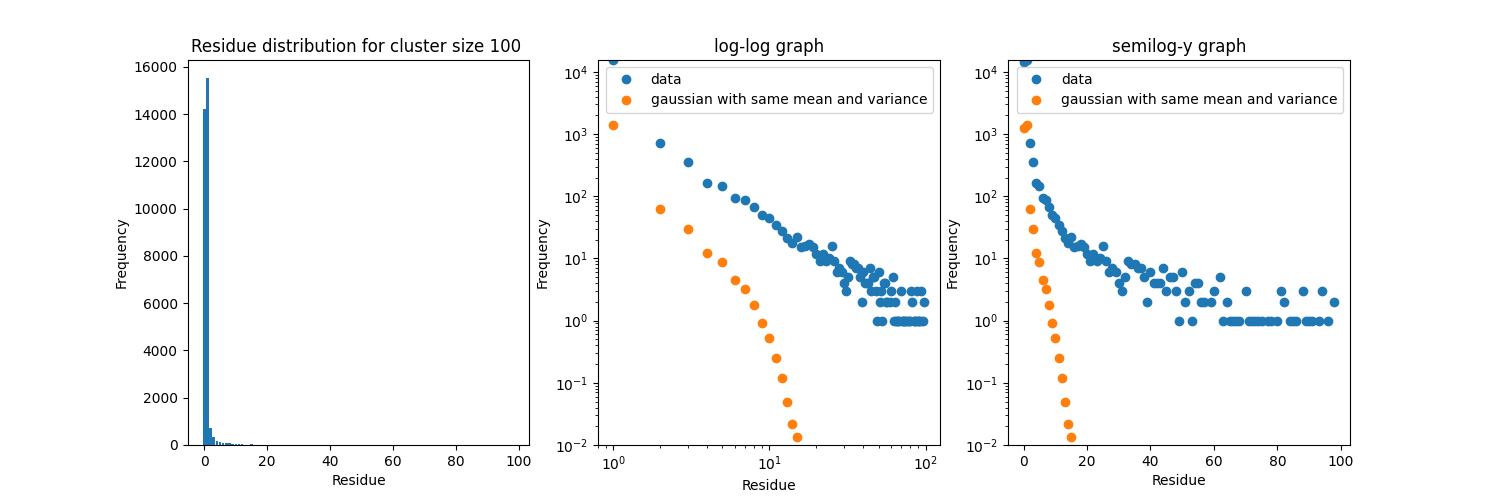 Residue distribution for cluster size 100
Frequency
16000
14000
12000
10000
8000
6000
4000
2000
0
0 20 40 60 80 100
Residue
log-log graph
data
gaussian with same mean and variance
Frequency
10^4
10^3
10^2
10^1
10^0
10^-1
10^-2
10^0 10^1 10^2
Residue
semilog-y graph
data
gaussian with same mean and variance
Frequency
10^4
10^3
10^2
10^1
10^0
10^-1
10^-2
0 20 40 60 80 100
Residue